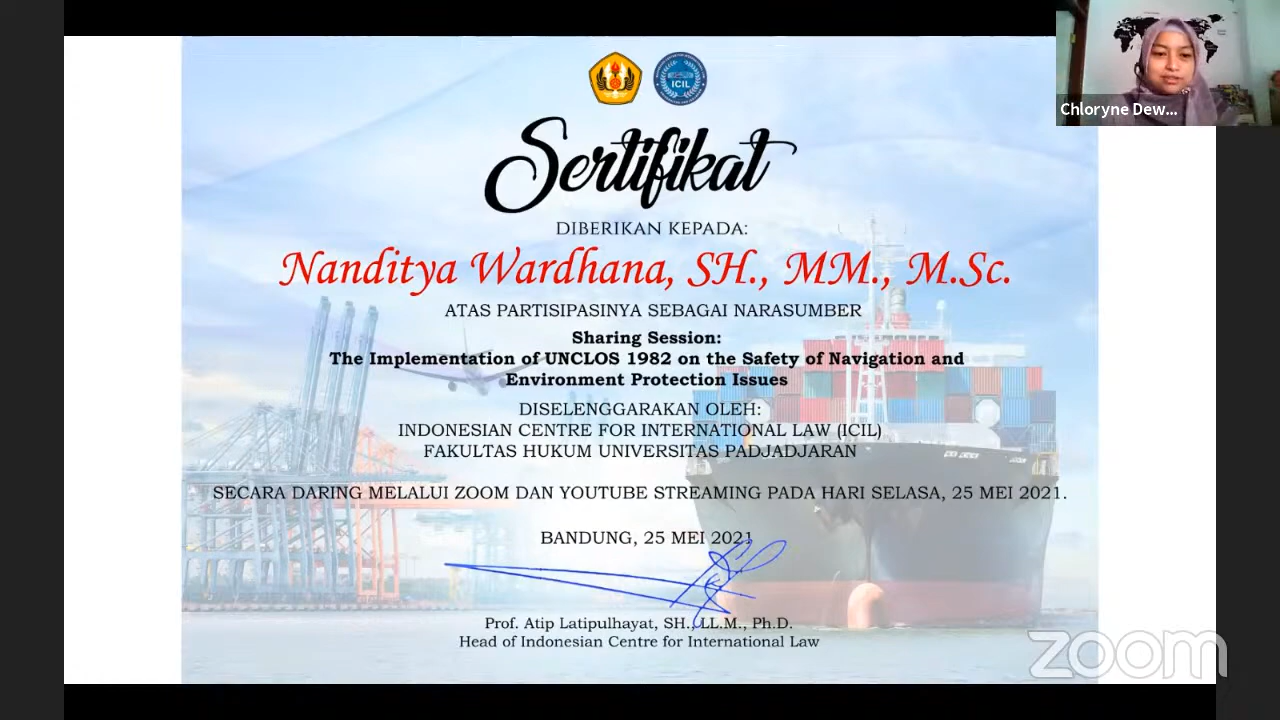 ICIL
Chloryne Dew...
Sertifikat
DIBERIKAN KEPADA:
Nanditya Wardhana, SH., MM., M.Sc.
ATAS PARTISIPASINYA SEBAGAI NARASUMBER
Sharing Session:
The Implementation of UNCLOS 1982 on the Safety of Navigation and
Environment Protection Issues
DISELENGGARAKAN OLEH:
INDONESIAN CENTRE FOR INTERNATIONAL LAW (ICIL)
FAKULTAS HUKUM UNIVERSITAS PADJADJARAN
SECARA DARING MELALUI ZOOM DAN YOUTUBE STREAMING PADA HARI SELASA, 25 MEI 2021.
BANDUNG, 25 MEI 2021
Prof. Atip Latipulhayat, SH., LL.M., Ph.D.
Head of Indonesian Centre for International Law
zoom